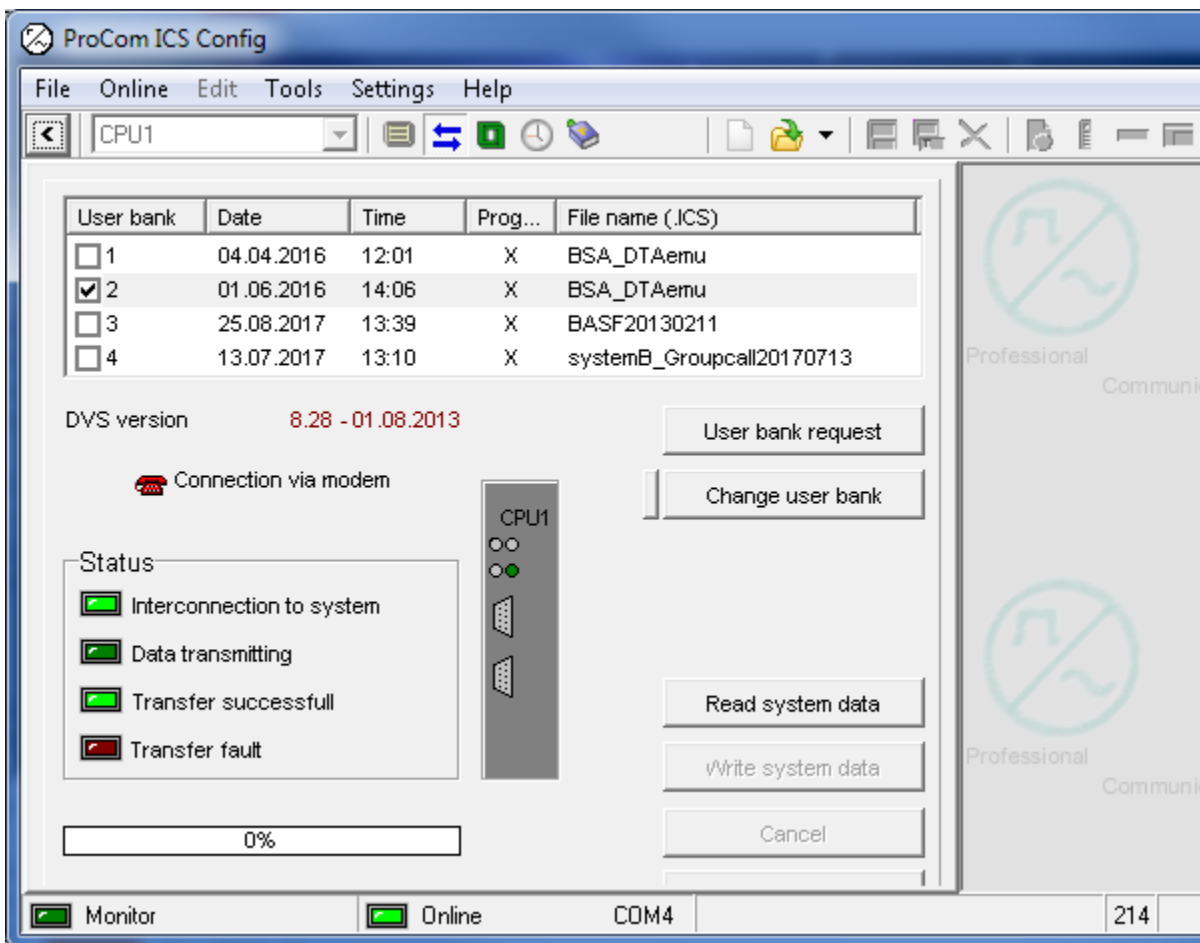 ProCom ICS Config
File Online Edit Tools Settings Help
CPU1
User bank Date Time Prog... File name (.ICS)
1 04.04.2016 12:01 X BSA_DTAemu
2 01.06.2016 14:06 X BSA_DTAemu
3 25.08.2017 13:39 X BASF20130211
4 13.07.2017 13:10 X systemB_Groupcall20170713
DVS version 8.28 - 01.08.2013
User bank request
Connection via modem
Change user bank
CPU1
Status
Interconnection to system
Data transmitting
Transfer successfull
Transfer fault
Read system data
Write system data
Cancel
0%
Professional
Communi
Professional
Communi
Monitor Online COM4 214